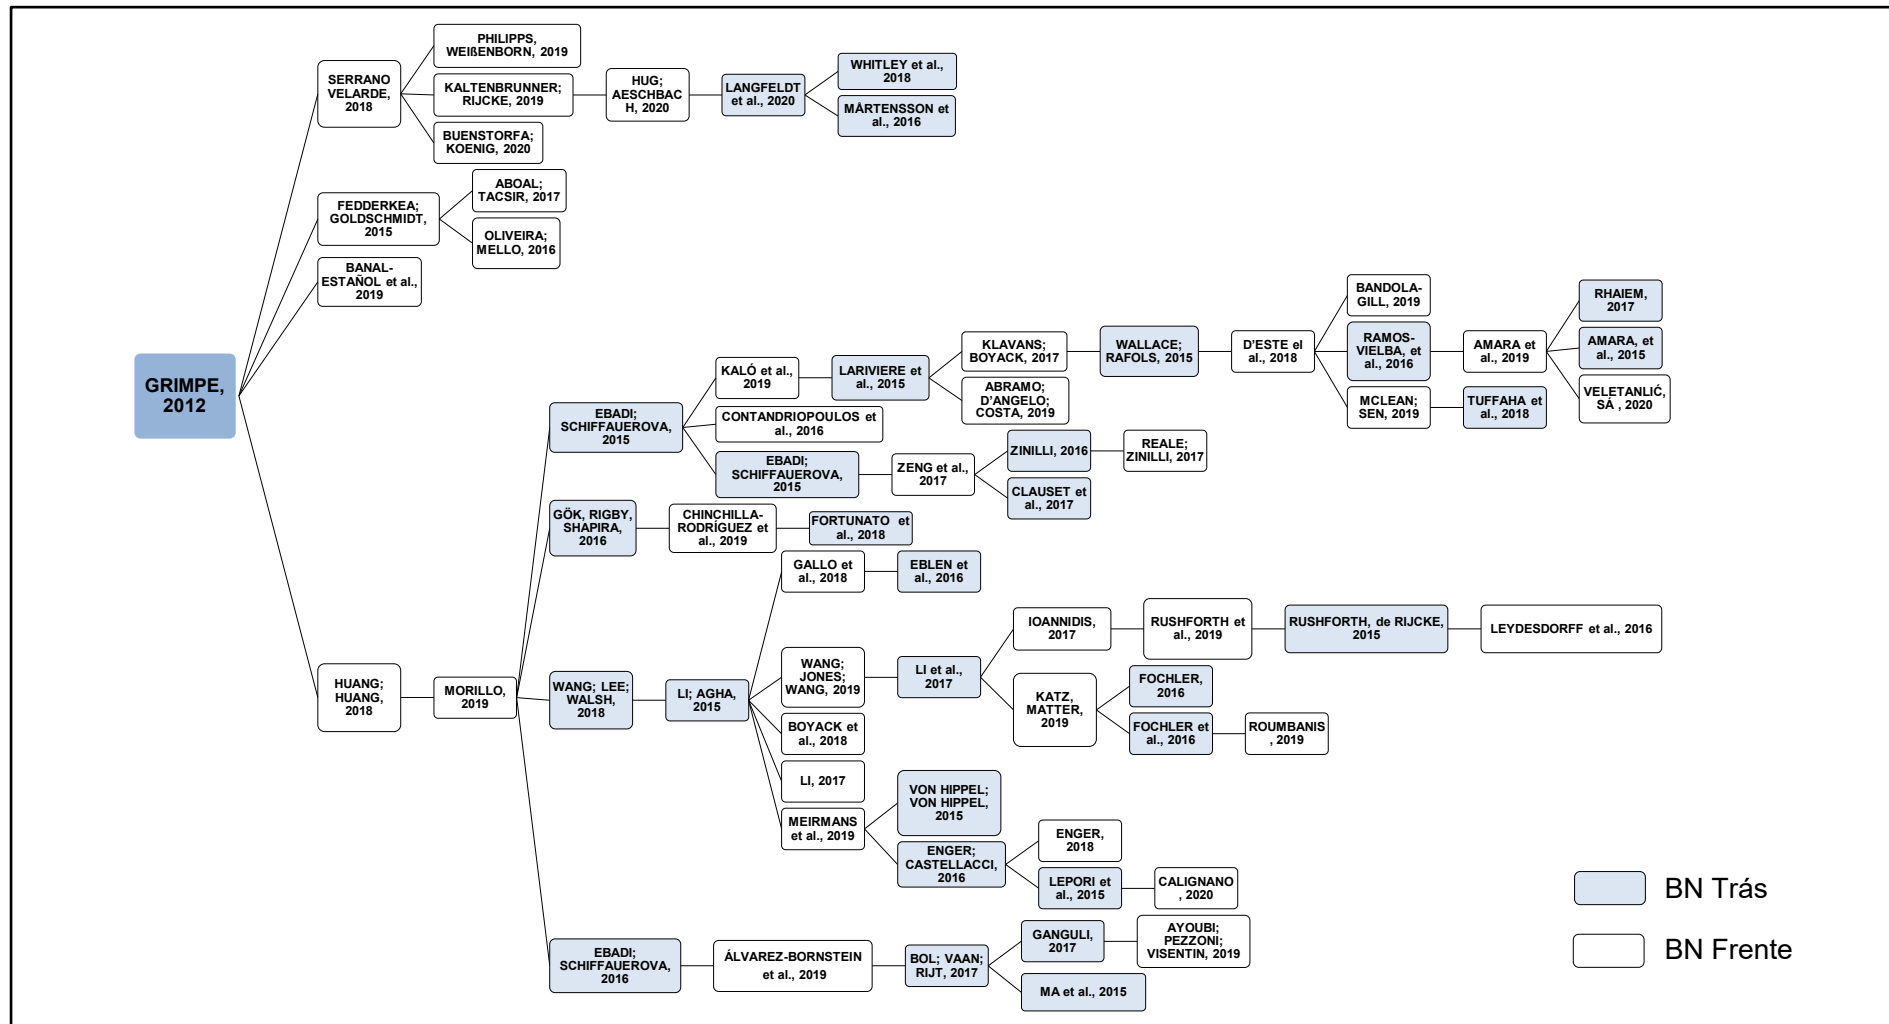 PHILIPPS,
WEIßENBORN, 2019
SERRANO
VELARDE,
2018
KALTENBRUNNER;
RIJCKE, 2019
BUENSTORFA;
KOENIG, 2020
HUG;
AESCHBAC
H, 2020
LANGFELDT
et al., 2020
WHITLEY et al.,
2018
MÅRTENSSON et
al., 2016
FEDDERKEA;
GOLDSCHMIDT,
2015
ABOAL;
TACSIR, 2017
OLIVEIRA;
MELLO, 2016
BANAL-
ESTAÑOL et al.,
2019
GRIMPE,
2012
HUANG;
HUANG,
2018
MORILLO,
2019
EBADI;
SCHIFFAUEROVA,
2015
KALÓ et al.,
2019
LARIVIERE et
al., 2015
KLAVANS;
BOYACK, 2017
ABRAMO;
D'ANGELO;
COSTA, 2019
WALLACE;
RAFOLS, 2015
D'ESTE el
al., 2018
BANDOLA-
GILL, 2019
RAMOS-
VIELBA, et
al., 2016
MCLEAN;
SEN, 2019
AMARA et
al., 2019
TUFFAHA et
al., 2018
RHAIEM,
2017
AMARA, et
al., 2015
VELETANLIĆ,
SÁ , 2020
CONTANDRIOPOULOS et
al., 2016
EBADI;
SCHIFFAUEROVA,
2015
ZENG et al.,
2017
ZINILLI, 2016
REALE;
ZINILLI, 2017
CLAUSET et
al., 2017
GÖK, RIGBY,
SHAPIRA,
2016
CHINCHILLA-
RODRÍGUEZ et
al., 2019
FORTUNATO et
al., 2018
WANG; LEE;
WALSH,
2018
LI; AGHA,
2015
GALLO et
al., 2018
EBLEN et
al., 2016
WANG;
JONES;
WANG, 2019
LI et al.,
2017
IOANNIDIS,
2017
RUSHFORTH et
al., 2019
RUSHFORTH, de RIJCKE,
2015
LEYDESDORFF et al., 2016
KATZ,
MATTER,
2019
FOCHLER,
2016
FOCHLER et
al., 2016
ROUMBANIS
, 2019
BOYACK et
al., 2018
LI, 2017
MEIRMANS
et al., 2019
VON HIPPEL;
VON HIPPEL,
2015
ENGER;
CASTELLACCI,
2016
ENGER,
2018
LEPORI et
al., 2015
CALIGNANO
, 2020
EBADI;
SCHIFFAUEROVA,
2016
ÁLVAREZ-BORNSTEIN
et al., 2019
BOL; VAAN;
RIJT, 2017
GANGULI,
2017
AYOUBI;
PEZZONI;
VISENTIN, 2019
MA et al., 2015
BN Trás
BN Frente